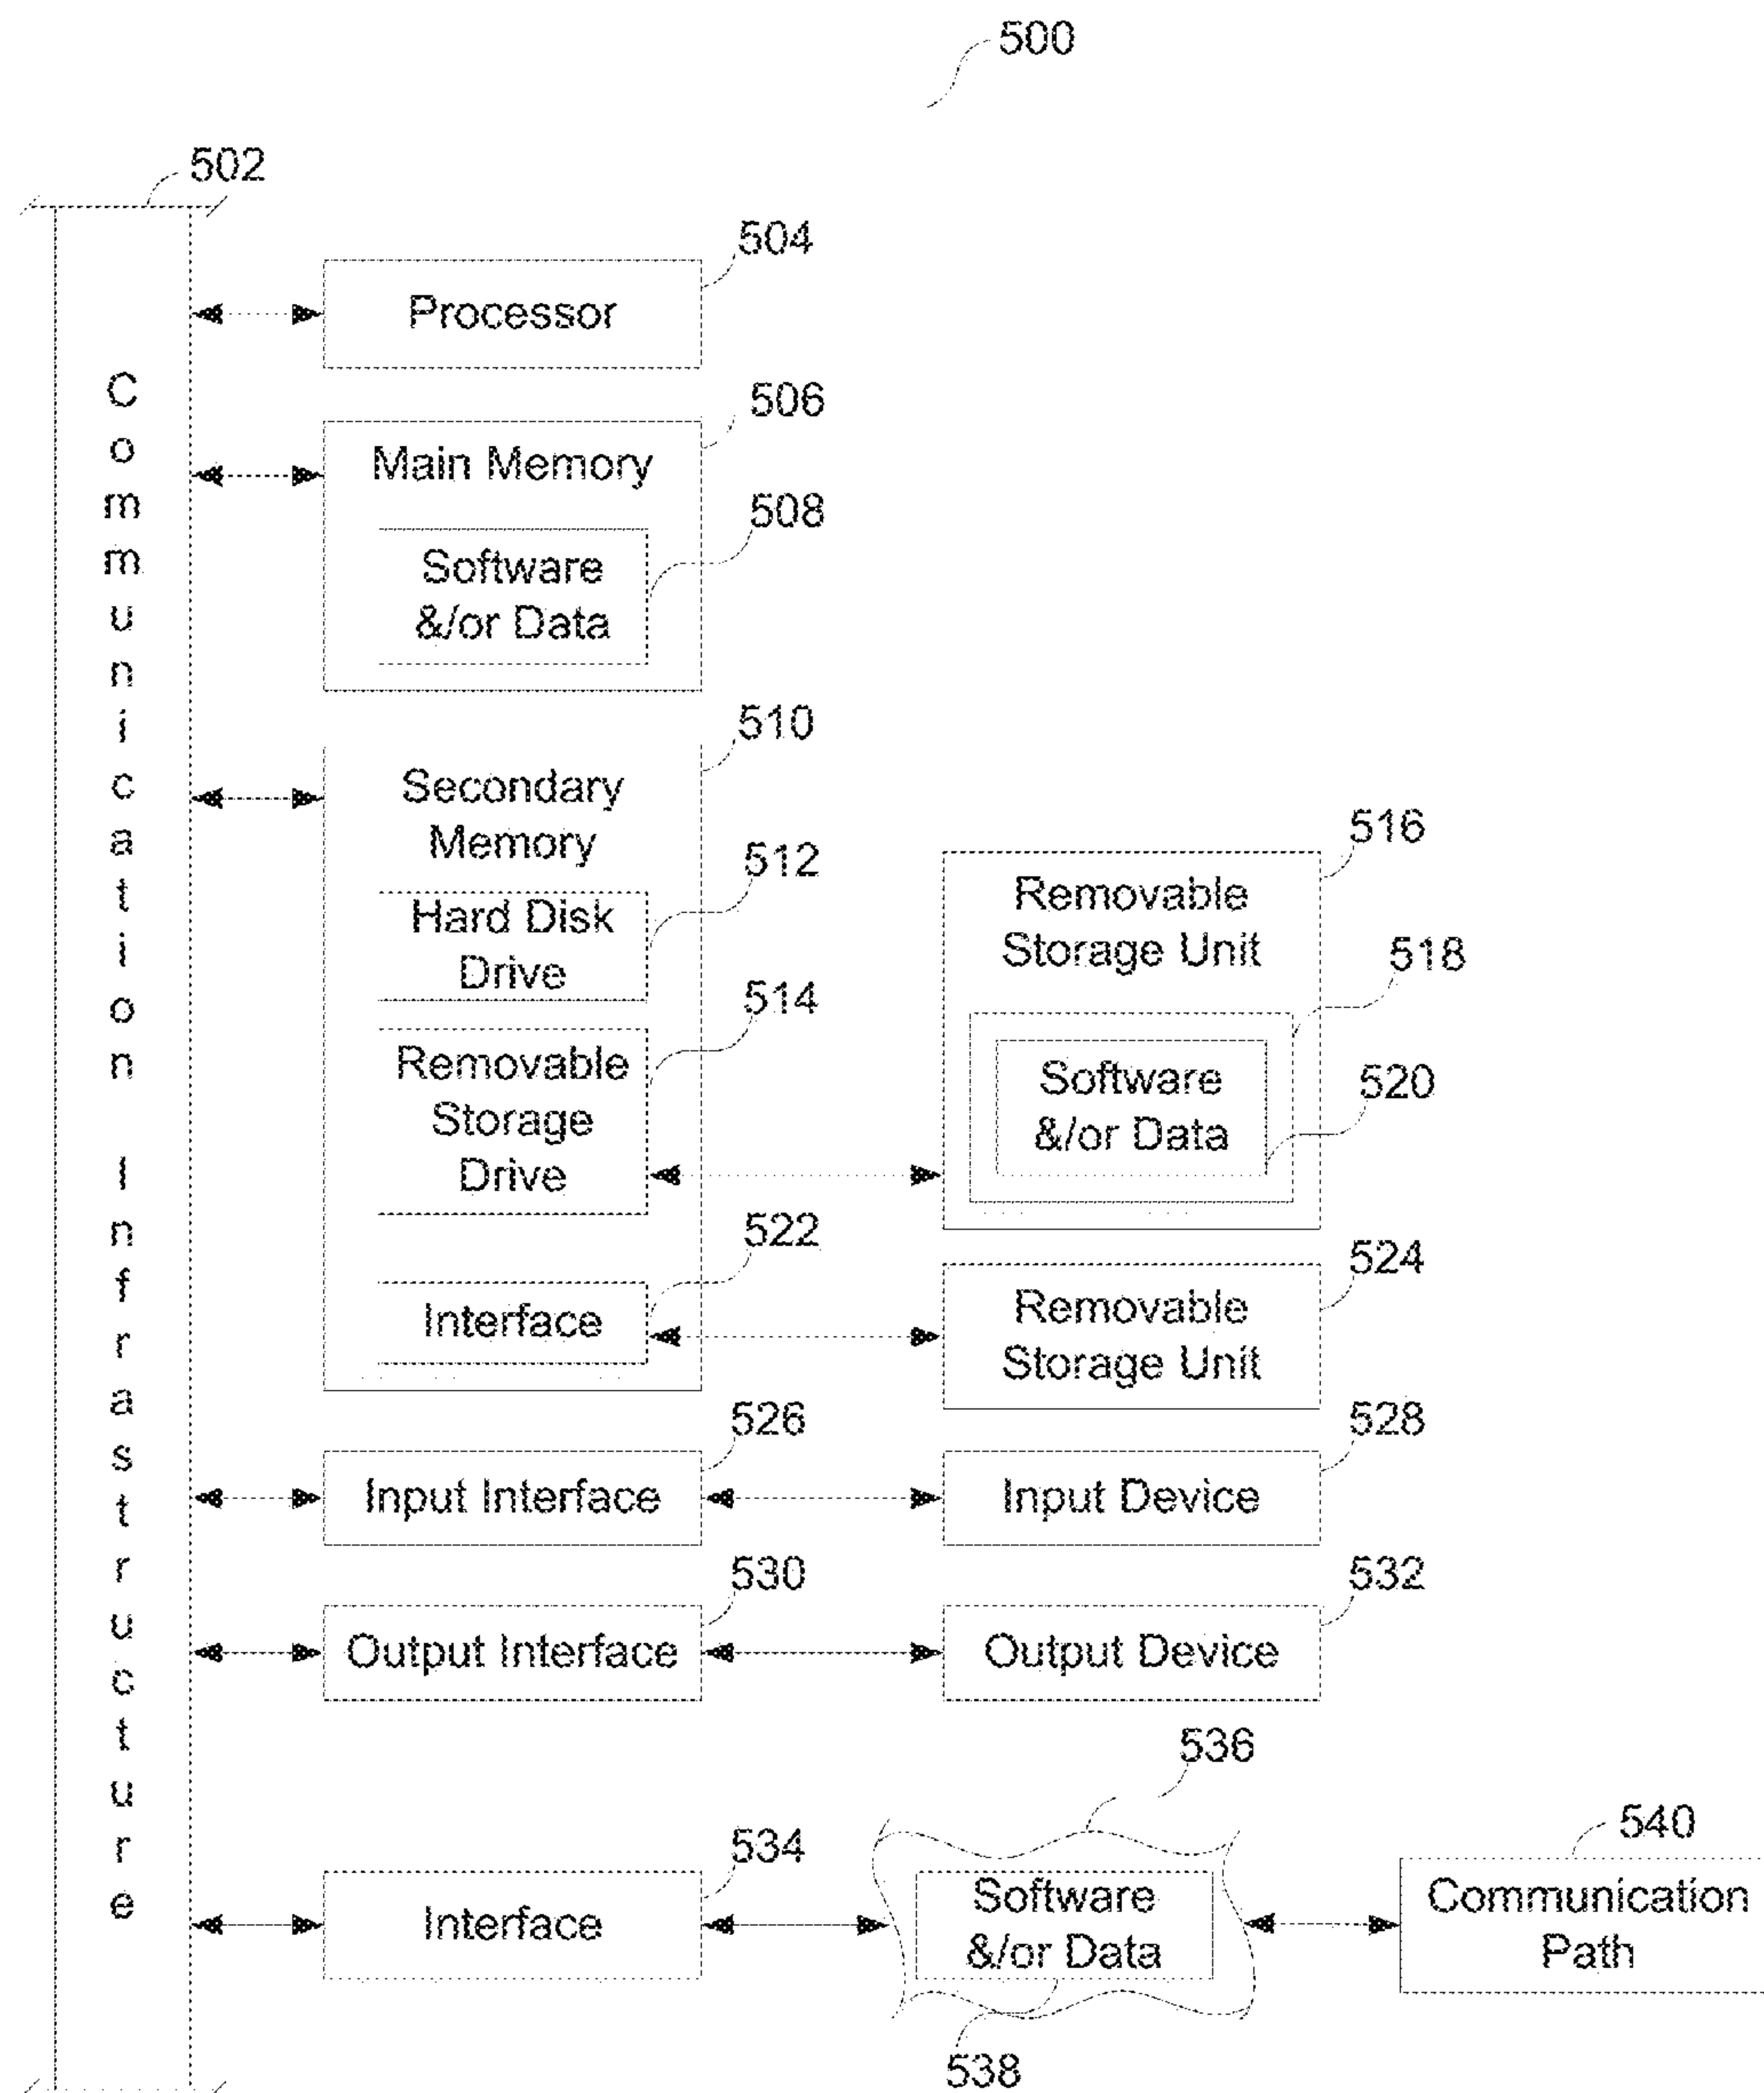 500
502
Communication Infrastructure
504
Processor
506
Main Memory
508
Software
&/or Data
510
Secondary
Memory
512
Hard Disk
Drive
514
Removable
Storage
Drive
516
Removable
Storage Unit
518
Software
&/or Data
520
522
Interface
524
Removable
Storage Unit
526
Input Interface
528
Input Device
530
Output Interface
532
Output Device
534
Interface
536
Software
&/or Data
538
540
Communication
Path